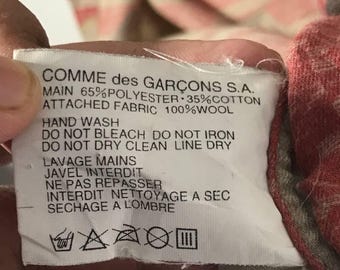 COMME des GARÇONS S.A.
MAIN 65%POLYESTER·35%COTTON
ATTACHED FABRIC 100%WOOL
HAND WASH
DO NOT BLEACH DO NOT IRON
DO NOT DRY CLEAN LINE DRY
LAVAGE MAINS
JAVEL INTERDIT
NE PAS REPASSER
INTERDIT NETTOYAGE A SEC
SECHAGE A L'OMBRE